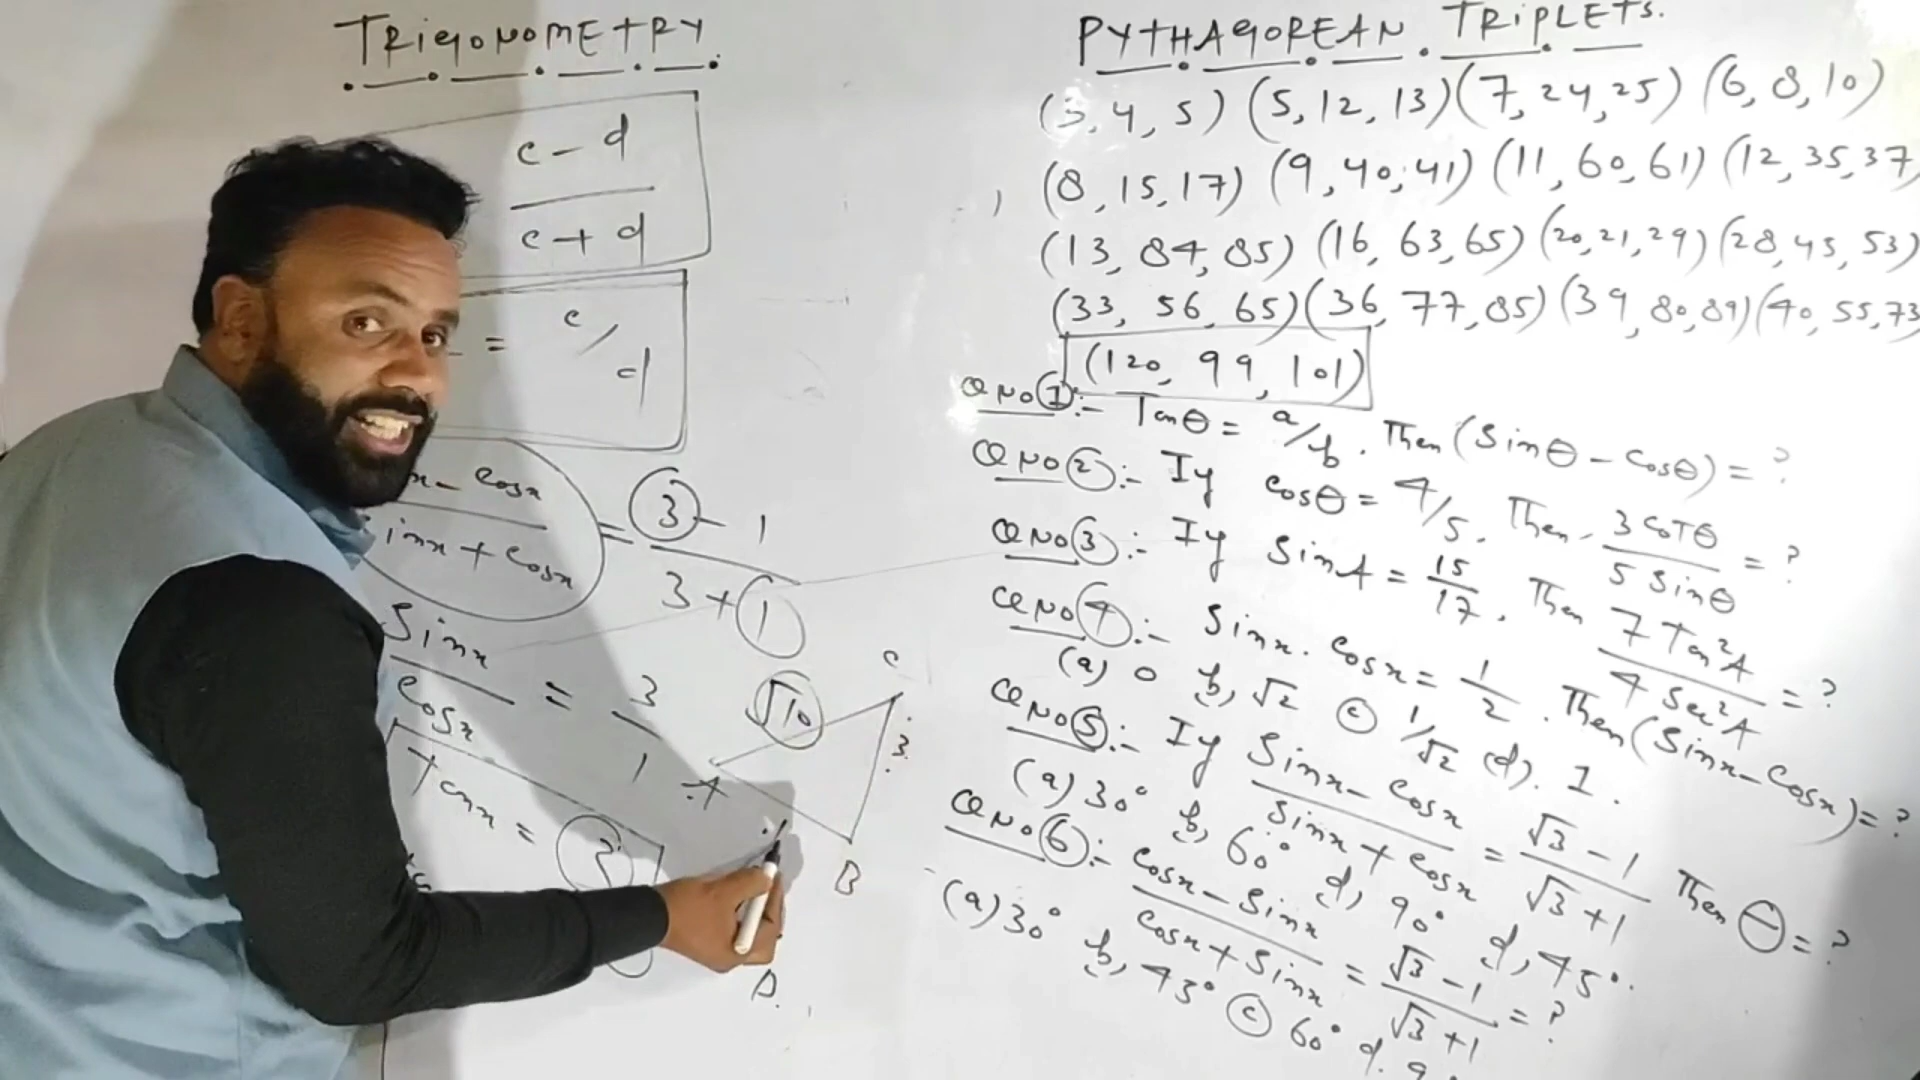 TRIGONOMETRY
c - d
c + d
= c/d
x - cosx
inx + cosx
= 3 - 1
3 + 1
Sinx
cosx
= 3
1
Tanx =
√10
C
3
A
B
PYTHAGOREAN TRIPLETS.
(3, 4, 5) (5, 12, 13) (7, 24, 25) (6, 8, 10)
(8, 15, 17) (9, 40, 41) (11, 60, 61) (12, 35, 37
(13, 84, 85) (16, 63, 65) (20, 21, 29) (28, 45, 53)
(33, 56, 65) (36, 77, 85) (39, 80, 89) (40, 55, 73
(120, 99, 101)
Q No 1:- Tanθ = a/b. Then (Sinθ - Cosθ) = ?
Q No 2:- If cosθ = 4/5. Then 3 cotθ / 5 sinθ = ?
Q No 3:- If SinA = 15/17. Then 7 Tan²A / 4 Sec²A = ?
Q No 4:- Sinx. Cosx = 1/2. Then (Sinx - Cosx) = ?
(a) 0 b, √2 (c) 1/√2 (d). 1.
Q No 5:- If Sinx - Cosx / Sinx + Cosx = √3 - 1 / √3 + 1 Then θ = ?
(a) 30° b, 60° d, 90° d, 45°.
Q No 6:- Cosx - Sinx / Cosx + Sinx = √3 - 1 / √3 + 1 = ?
(a) 30° b, 45° (c) 60° d. 9